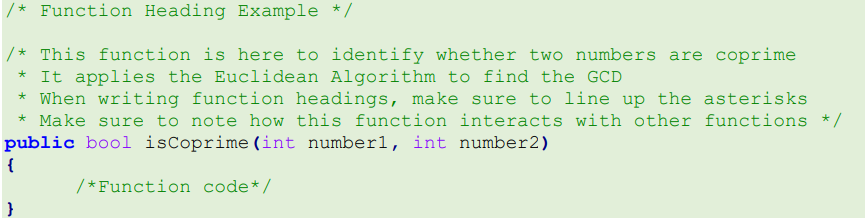 /* Function Heading Example */
/* This function is here to identify whether two numbers are coprime
* It applies the Euclidean Algorithm to find the GCD
* When writing function headings, make sure to line up the asterisks
* Make sure to note how this function interacts with other functions */
public bool isCoprime(int number1, int number2)
{
/*Function code*/
}